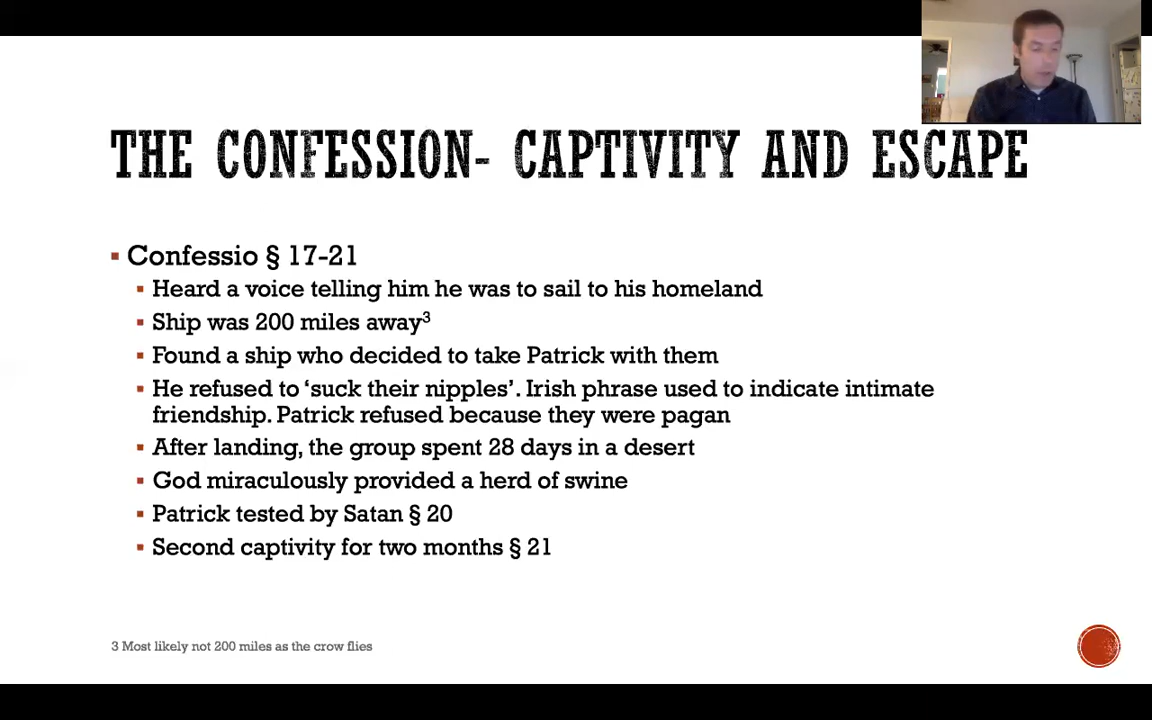 THE CONFESSION- CAPTIVITY AND ESCAPE
▪ Confessio § 17-21
▪ Heard a voice telling him he was to sail to his homeland
▪ Ship was 200 miles away³
▪ Found a ship who decided to take Patrick with them
▪ He refused to ‘suck their nipples’. Irish phrase used to indicate intimate
friendship. Patrick refused because they were pagan
▪ After landing, the group spent 28 days in a desert
▪ God miraculously provided a herd of swine
▪ Patrick tested by Satan § 20
▪ Second captivity for two months § 21
3 Most likely not 200 miles as the crow flies